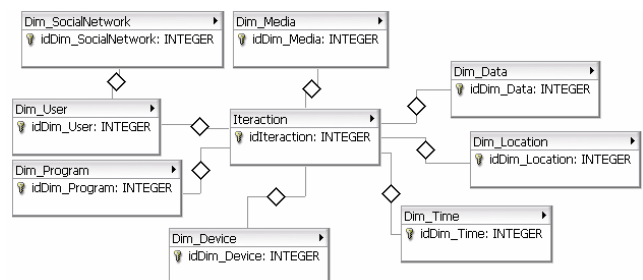 Dim_SocialNetwork
idDim_SocialNetwork: INTEGER
Dim_Media
idDim_Media: INTEGER
Dim_Data
idDim_Data: INTEGER
Dim_User
idDim_User: INTEGER
Iteraction
idIteraction: INTEGER
Dim_Location
idDim_Location: INTEGER
Dim_Program
idDim_Program: INTEGER
Dim_Time
idDim_Time: INTEGER
Dim_Device
idDim_Device: INTEGER